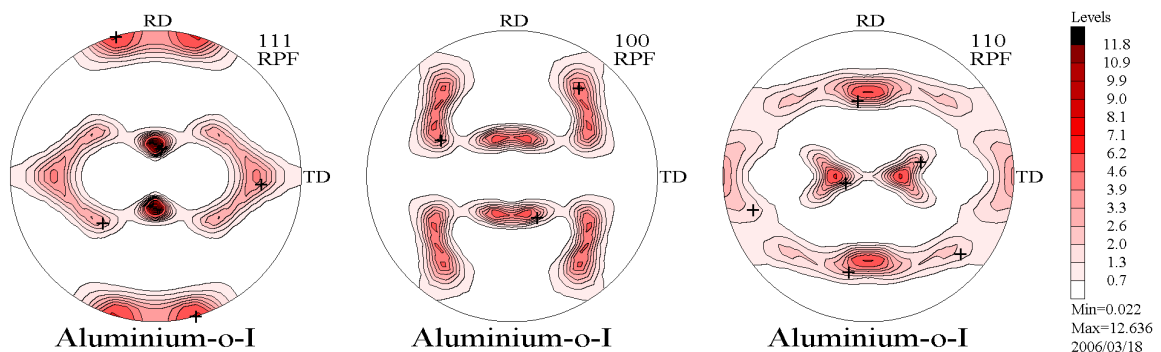 RD
111
RPF
TD
Aluminium-o-I
RD
100
RPF
TD
Aluminium-o-I
RD
110
RPF
TD
Aluminium-o-I
Levels
11.8
10.9
9.9
9.0
8.1
7.1
6.2
4.6
3.9
3.3
2.6
2.0
1.3
0.7
Min=0.022
Max=12.636
2006/03/18